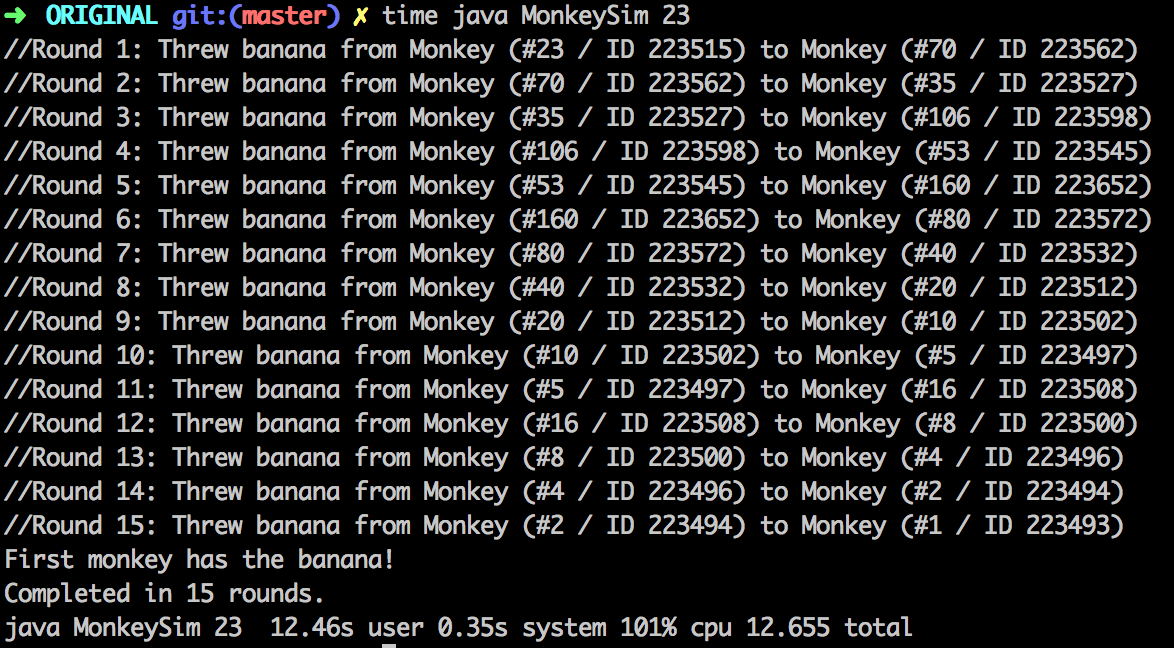 ➜ ORIGINAL git:(master) ✗ time java MonkeySim 23
//Round 1: Threw banana from Monkey (#23 / ID 223515) to Monkey (#70 / ID 223562)
//Round 2: Threw banana from Monkey (#70 / ID 223562) to Monkey (#35 / ID 223527)
//Round 3: Threw banana from Monkey (#35 / ID 223527) to Monkey (#106 / ID 223598)
//Round 4: Threw banana from Monkey (#106 / ID 223598) to Monkey (#53 / ID 223545)
//Round 5: Threw banana from Monkey (#53 / ID 223545) to Monkey (#160 / ID 223652)
//Round 6: Threw banana from Monkey (#160 / ID 223652) to Monkey (#80 / ID 223572)
//Round 7: Threw banana from Monkey (#80 / ID 223572) to Monkey (#40 / ID 223532)
//Round 8: Threw banana from Monkey (#40 / ID 223532) to Monkey (#20 / ID 223512)
//Round 9: Threw banana from Monkey (#20 / ID 223512) to Monkey (#10 / ID 223502)
//Round 10: Threw banana from Monkey (#10 / ID 223502) to Monkey (#5 / ID 223497)
//Round 11: Threw banana from Monkey (#5 / ID 223497) to Monkey (#16 / ID 223508)
//Round 12: Threw banana from Monkey (#16 / ID 223508) to Monkey (#8 / ID 223500)
//Round 13: Threw banana from Monkey (#8 / ID 223500) to Monkey (#4 / ID 223496)
//Round 14: Threw banana from Monkey (#4 / ID 223496) to Monkey (#2 / ID 223494)
//Round 15: Threw banana from Monkey (#2 / ID 223494) to Monkey (#1 / ID 223493)
First monkey has the banana!
Completed in 15 rounds.
java MonkeySim 23  12.46s user 0.35s system 101% cpu 12.655 total